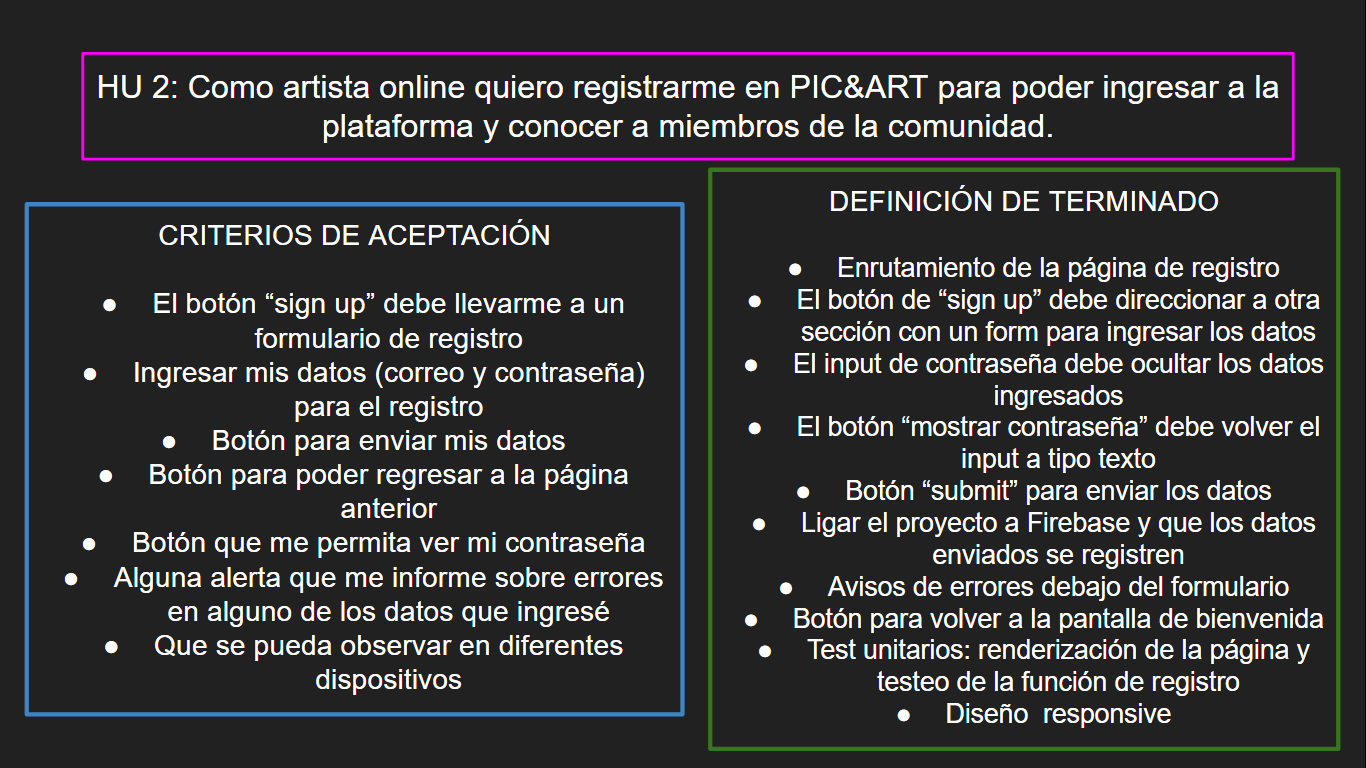 HU 2: Como artista online quiero registrarme en PIC&ART para poder ingresar a la
plataforma y conocer a miembros de la comunidad.
CRITERIOS DE ACEPTACIÓN
● El botón “sign up” debe llevarme a un
formulario de registro
● Ingresar mis datos (correo y contraseña)
para el registro
● Botón para enviar mis datos
● Botón para poder regresar a la página
anterior
● Botón que me permita ver mi contraseña
● Alguna alerta que me informe sobre errores
en alguno de los datos que ingresé
● Que se pueda observar en diferentes
dispositivos
DEFINICIÓN DE TERMINADO
● Enrutamiento de la página de registro
● El botón de “sign up” debe direccionar a otra
sección con un form para ingresar los datos
● El input de contraseña debe ocultar los datos
ingresados
● El botón “mostrar contraseña” debe volver el
input a tipo texto
● Botón “submit” para enviar los datos
● Ligar el proyecto a Firebase y que los datos
enviados se registren
● Avisos de errores debajo del formulario
● Botón para volver a la pantalla de bienvenida
● Test unitarios: renderización de la página y
testeo de la función de registro
● Diseño responsive